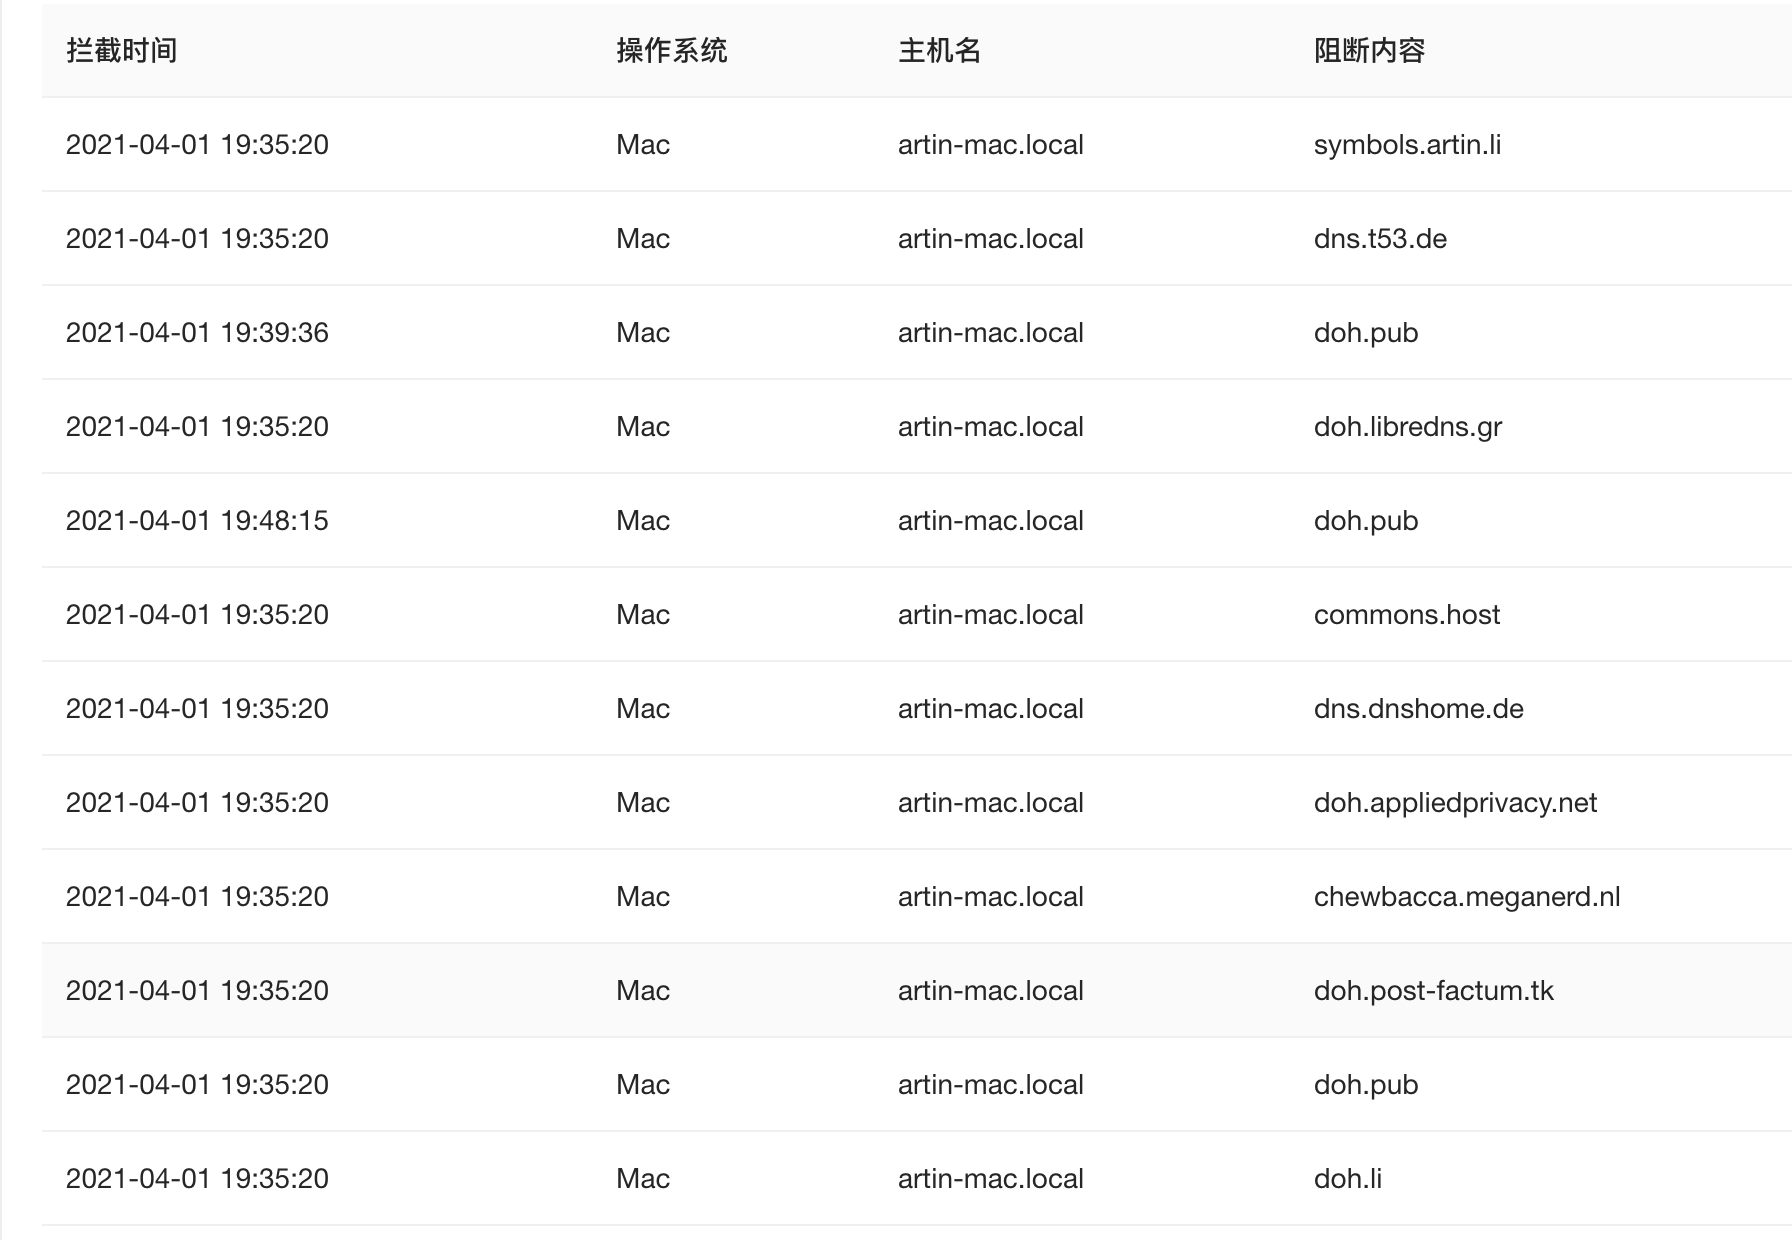 拦截时间 操作系统 主机名 阻断内容
2021-04-01 19:35:20 Mac artin-mac.local symbols.artin.li
2021-04-01 19:35:20 Mac artin-mac.local dns.t53.de
2021-04-01 19:39:36 Mac artin-mac.local doh.pub
2021-04-01 19:35:20 Mac artin-mac.local doh.libredns.gr
2021-04-01 19:48:15 Mac artin-mac.local doh.pub
2021-04-01 19:35:20 Mac artin-mac.local commons.host
2021-04-01 19:35:20 Mac artin-mac.local dns.dnshome.de
2021-04-01 19:35:20 Mac artin-mac.local doh.appliedprivacy.net
2021-04-01 19:35:20 Mac artin-mac.local chewbacca.meganerd.nl
2021-04-01 19:35:20 Mac artin-mac.local doh.post-factum.tk
2021-04-01 19:35:20 Mac artin-mac.local doh.pub
2021-04-01 19:35:20 Mac artin-mac.local doh.li